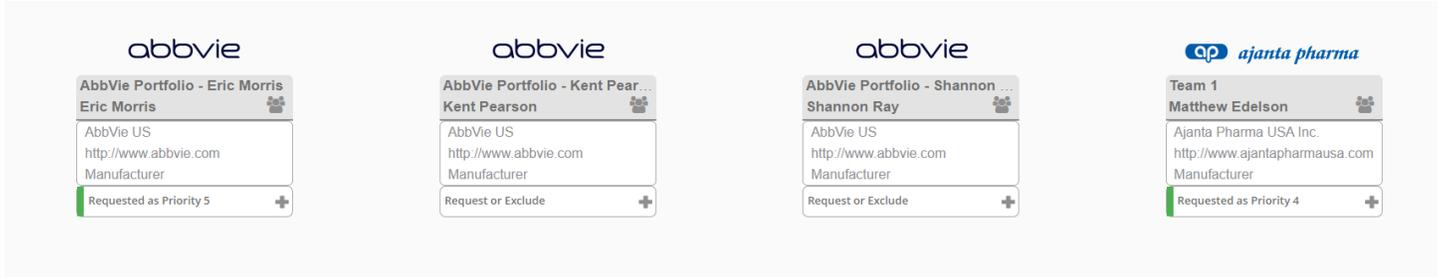 abbvie
AbbVie Portfolio - Eric Morris
Eric Morris
AbbVie US
http://www.abbvie.com
Manufacturer
Requested as Priority 5
abbvie
AbbVie Portfolio - Kent Pear...
Kent Pearson
AbbVie US
http://www.abbvie.com
Manufacturer
Request or Exclude
abbvie
AbbVie Portfolio - Shannon ...
Shannon Ray
AbbVie US
http://www.abbvie.com
Manufacturer
Request or Exclude
ap ajanta pharma
Team 1
Matthew Edelson
Ajanta Pharma USA Inc.
http://www.ajantapharmausa.com
Manufacturer
Requested as Priority 4